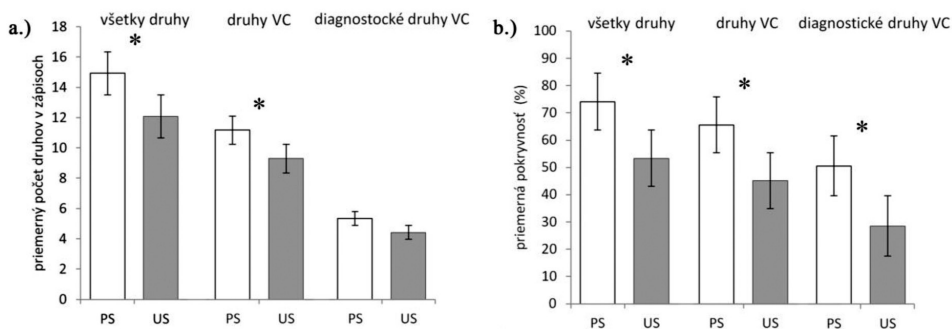 a.)
všetky druhy
druhy VC
diagnostocké druhy VC
priemerný počet druhov v zápisoch
18
16
14
12
10
8
6
4
2
0
*
*
PS
US
PS
US
PS
US
b.)
všetky druhy
druhy VC
diagnostické druhy VC
priemerná pokryvnosť (%)
100
90
80
70
60
50
40
30
20
10
0
*
*
*
PS
US
PS
US
PS
US